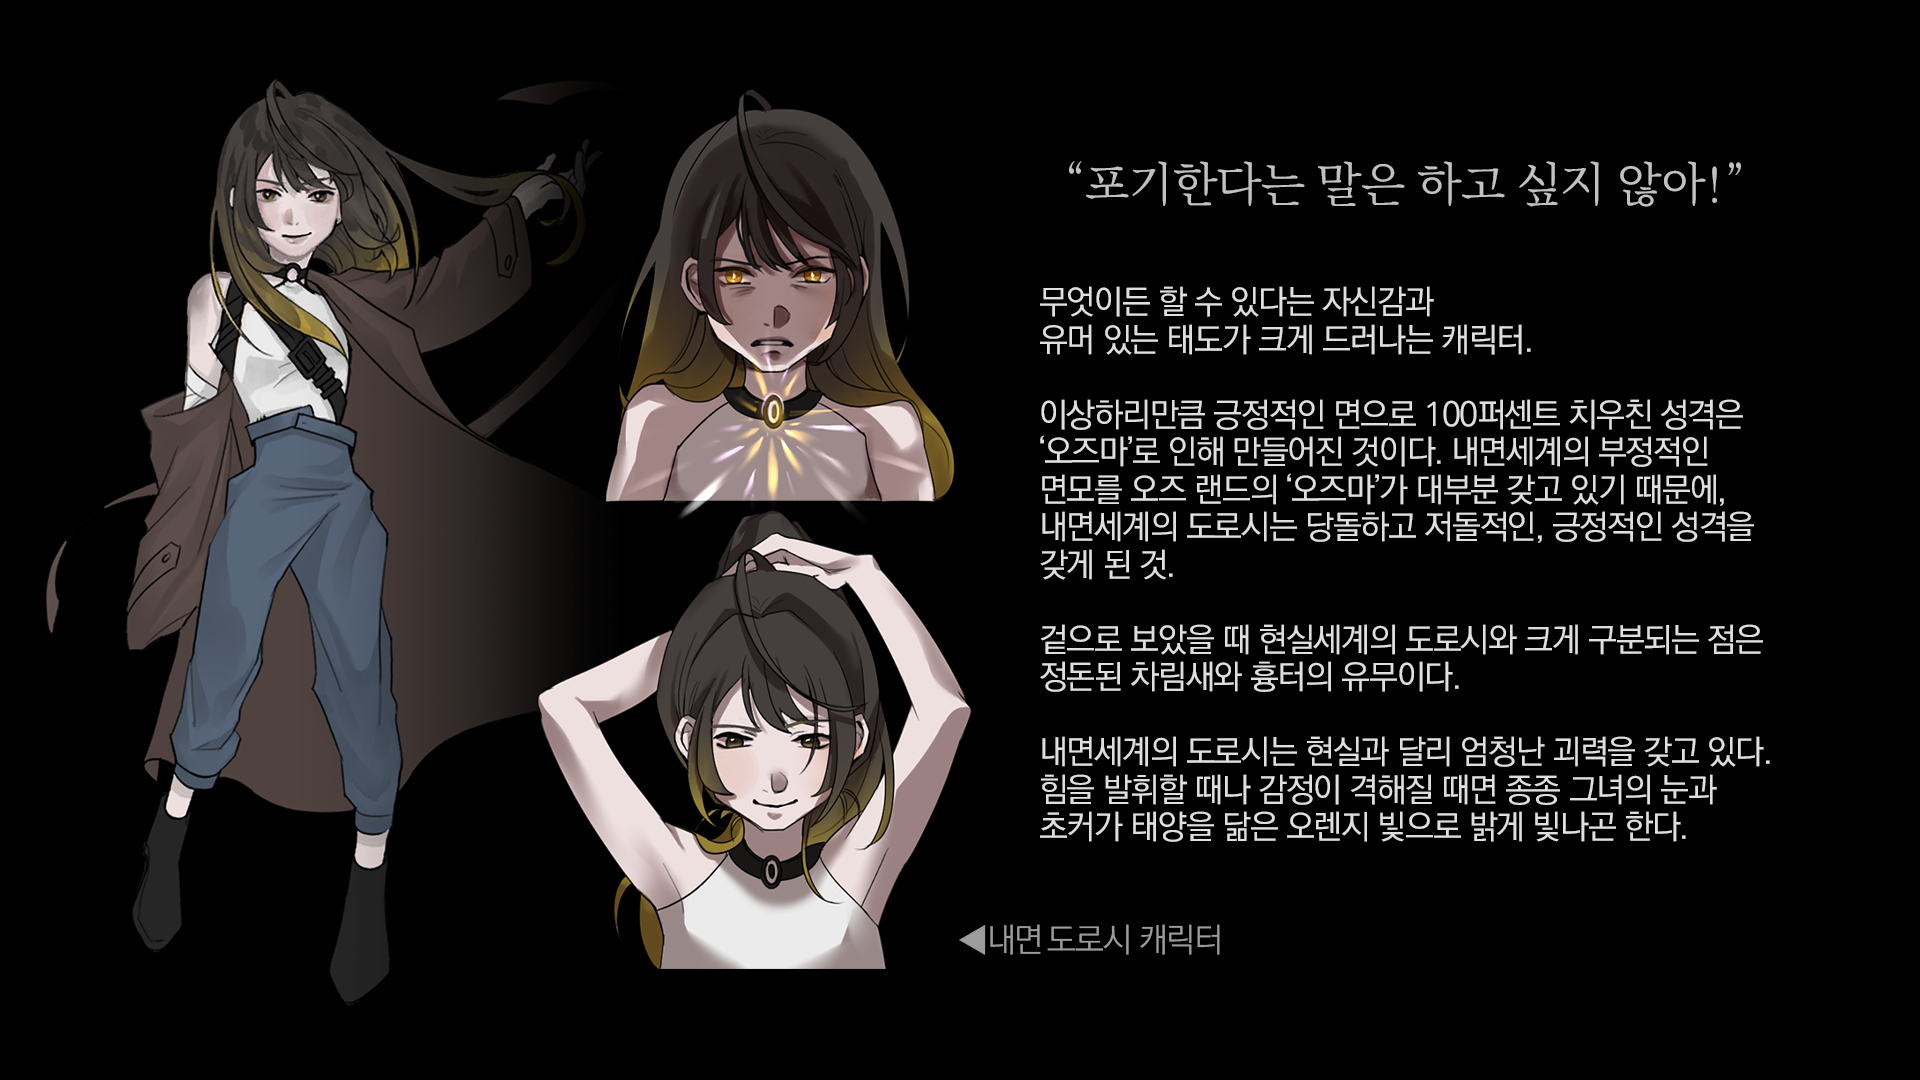 “포기한다는 말은 하고 싶지 않아!”
무엇이든 할 수 있다는 자신감과
유머 있는 태도가 크게 드러나는 캐릭터.
이상하리만큼 긍정적인 면으로 100퍼센트 치우친 성격은
‘오즈마’로 인해 만들어진 것이다. 내면세계의 부정적인
면모를 오즈 랜드의 ‘오즈마’가 대부분 갖고 있기 때문에,
내면세계의 도로시는 당돌하고 저돌적인, 긍정적인 성격을
갖게 된 것.
겉으로 보았을 때 현실세계의 도로시와 크게 구분되는 점은
정돈된 차림새와 흉터의 유무이다.
내면세계의 도로시는 현실과 달리 엄청난 괴력을 갖고 있다.
힘을 발휘할 때나 감정이 격해질 때면 종종 그녀의 눈과
초커가 태양을 닮은 오렌지 빛으로 밝게 빛나곤 한다.
◀내면 도로시 캐릭터